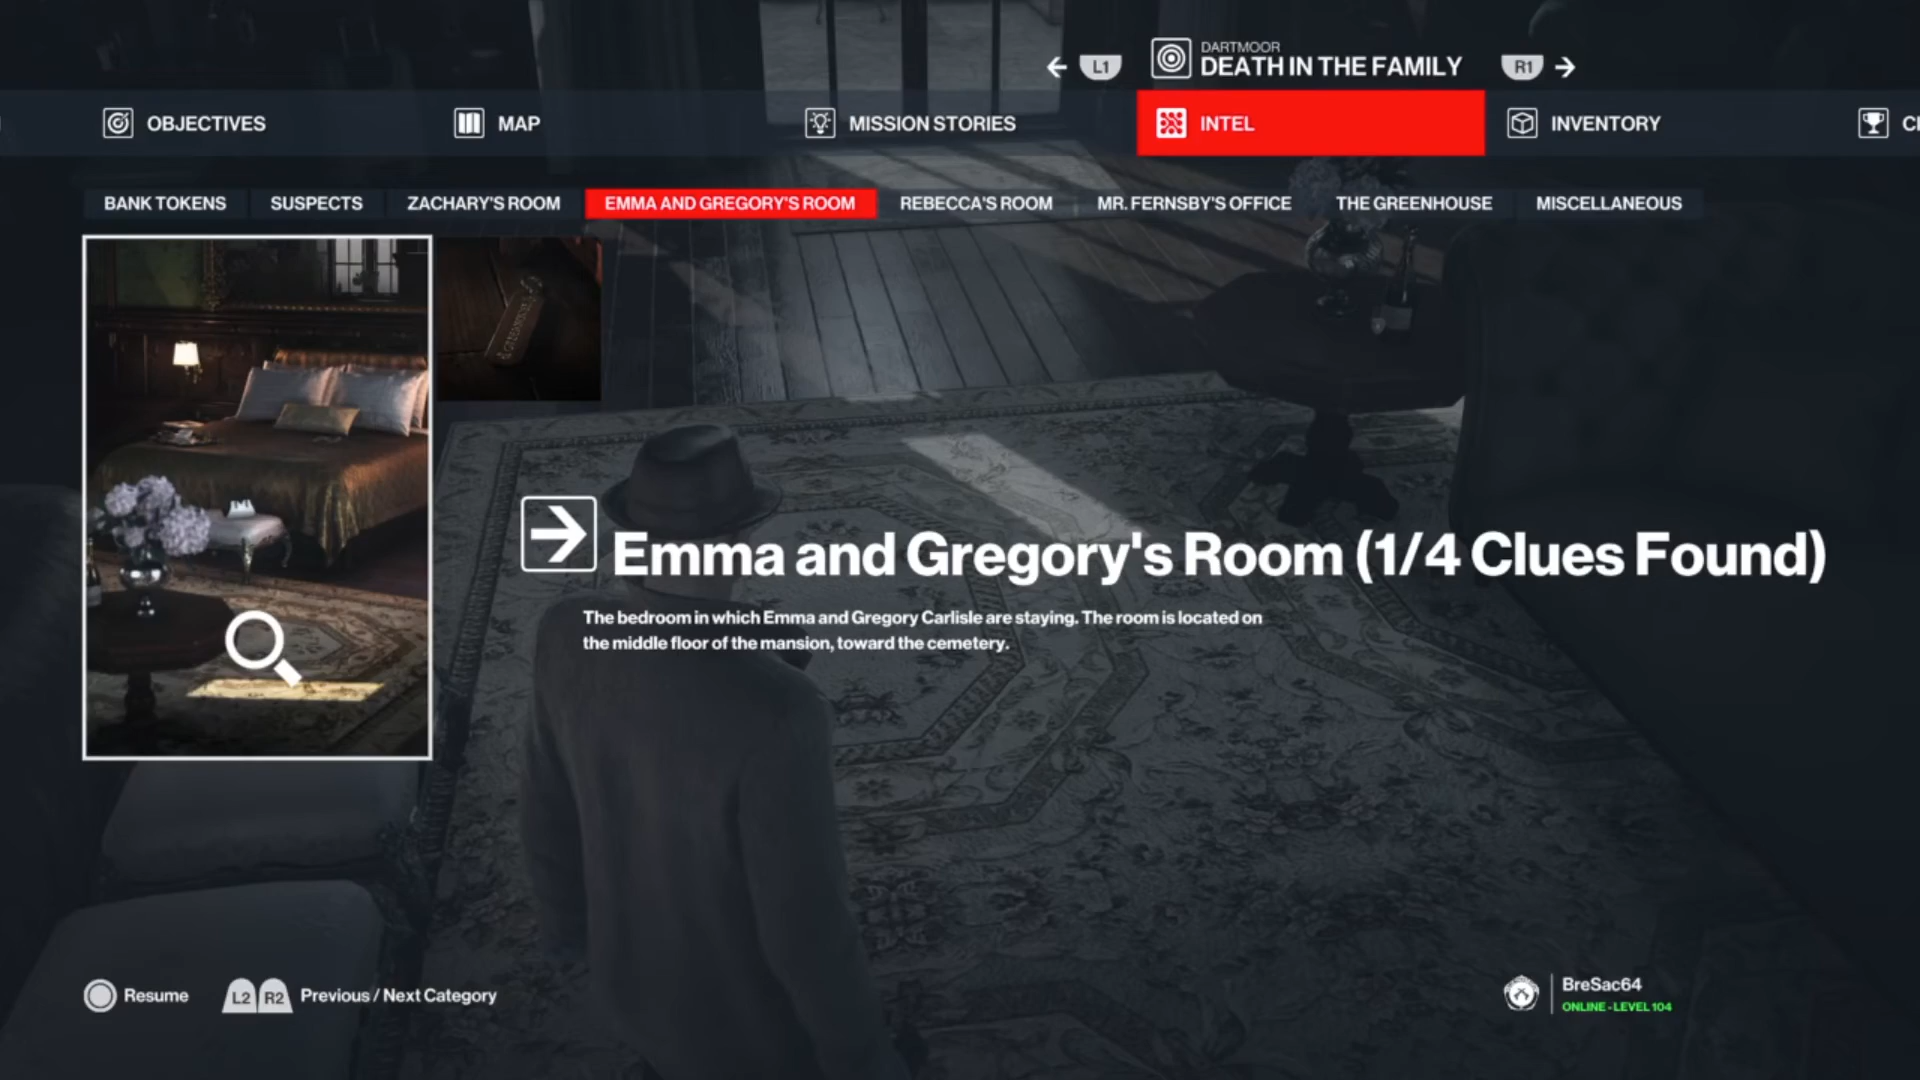 L1
DARTMOOR
DEATH IN THE FAMILY
R1
OBJECTIVES
MAP
MISSION STORIES
INTEL
INVENTORY
BANK TOKENS
SUSPECTS
ZACHARY'S ROOM
EMMA AND GREGORY'S ROOM
REBECCA'S ROOM
MR. FERNSBY'S OFFICE
THE GREENHOUSE
MISCELLANEOUS
Emma and Gregory's Room (1/4 Clues Found)
The bedroom in which Emma and Gregory Carlisle are staying. The room is located on
the middle floor of the mansion, toward the cemetery.
Resume
L2 R2 Previous / Next Category
BreSac64
ONLINE - LEVEL 104